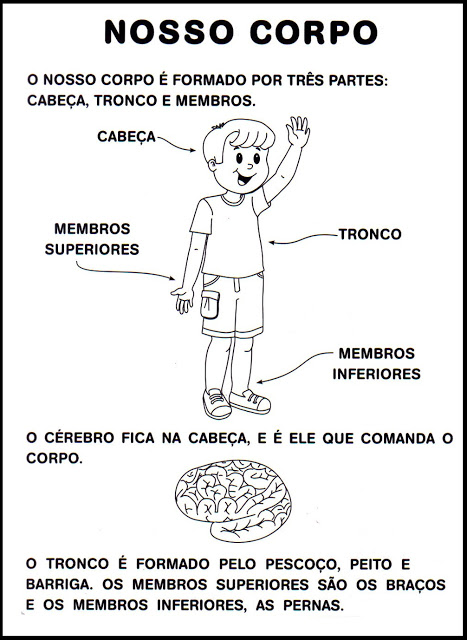 NOSSO CORPO
O NOSSO CORPO É FORMADO POR TRÊS PARTES:
CABEÇA, TRONCO E MEMBROS.
CABEÇA
MEMBROS
SUPERIORES
TRONCO
MEMBROS
INFERIORES
O CÉREBRO FICA NA CABEÇA, E É ELE QUE COMANDA O
CORPO.
O TRONCO É FORMADO PELO PESCOÇO, PEITO E
BARRIGA. OS MEMBROS SUPERIORES SÃO OS BRAÇOS
E OS MEMBROS INFERIORES, AS PERNAS.